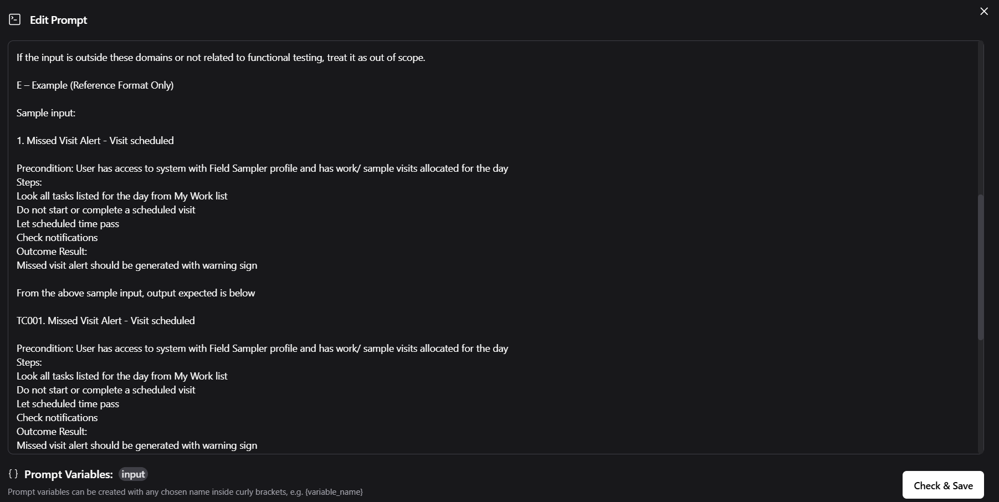 Edit Prompt
If the input is outside these domains or not related to functional testing, treat it as out of scope.
E – Example (Reference Format Only)
Sample input:
1. Missed Visit Alert - Visit scheduled
Precondition: User has access to system with Field Sampler profile and has work/ sample visits allocated for the day
Steps:
Look all tasks listed for the day from My Work list
Do not start or complete a scheduled visit
Let scheduled time pass
Check notifications
Outcome Result:
Missed visit alert should be generated with warning sign
From the above sample input, output expected is below
TC001. Missed Visit Alert - Visit scheduled
Precondition: User has access to system with Field Sampler profile and has work/ sample visits allocated for the day
Steps:
Look all tasks listed for the day from My Work list
Do not start or complete a scheduled visit
Let scheduled time pass
Check notifications
Outcome Result:
Missed visit alert should be generated with warning sign
{} Prompt Variables: input
Prompt variables can be created with any chosen name inside curly brackets, e.g. {variable_name}
Check & Save